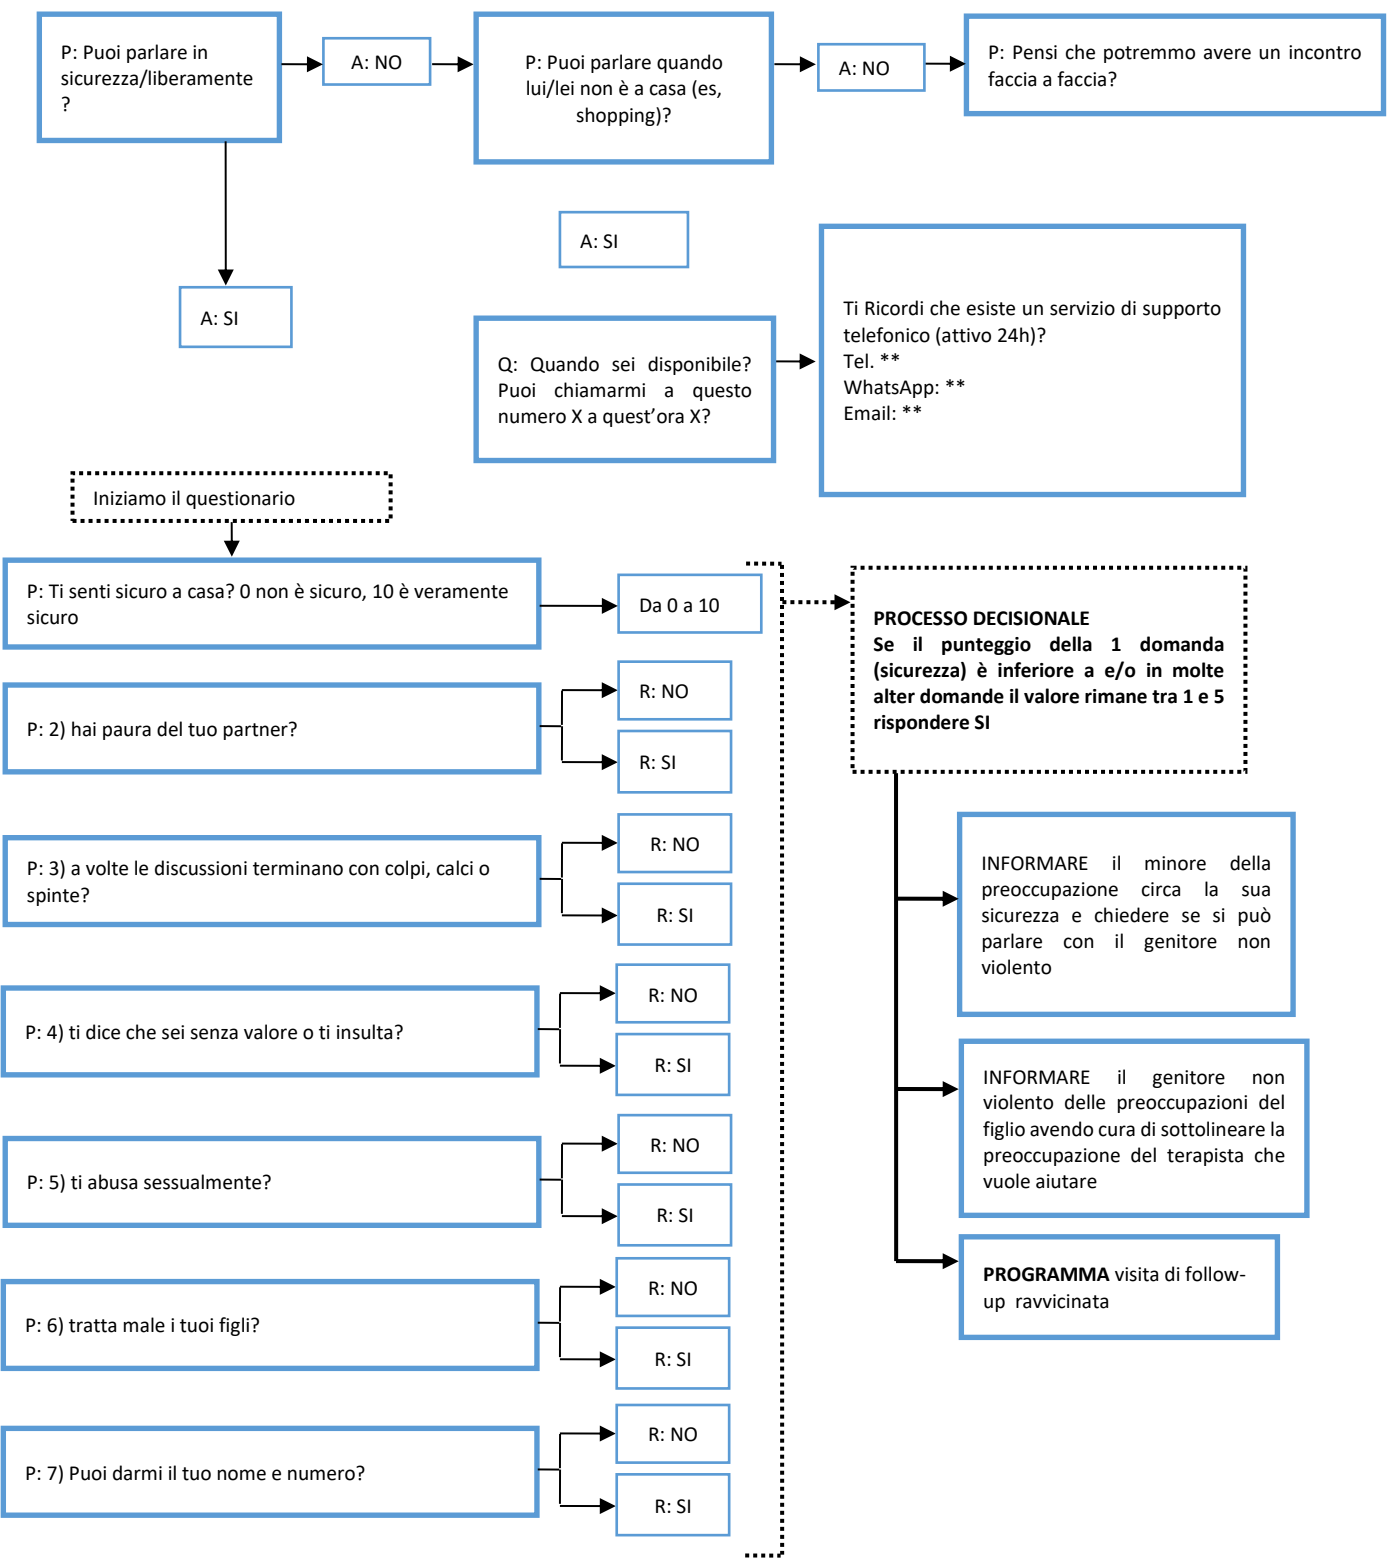 P: Puoi parlare in
sicurezza/liberamente
?
A: NO
P: Puoi parlare quando
lui/lei non è a casa (es,
shopping)?
A: NO
P: Pensi che potremmo avere un incontro
faccia a faccia?
A: SI
A: SI
Q: Quando sei disponibile?
Puoi chiamarmi a questo
numero X a quest’ora X?
Ti Ricordi che esiste un servizio di supporto
telefonico (attivo 24h)?
Tel. **
WhatsApp: **
Email: **
Iniziamo il questionario
P: Ti senti sicuro a casa? 0 non è sicuro, 10 è veramente
sicuro
Da 0 a 10
P: 2) hai paura del tuo partner?
R: NO
R: SI
P: 3) a volte le discussioni terminano con colpi, calci o
spinte?
R: NO
R: SI
P: 4) ti dice che sei senza valore o ti insulta?
R: NO
R: SI
P: 5) ti abusa sessualmente?
R: NO
R: SI
P: 6) tratta male i tuoi figli?
R: NO
R: SI
P: 7) Puoi darmi il tuo nome e numero?
R: NO
R: SI
PROCESSO DECISIONALE
Se il punteggio della 1 domanda
(sicurezza) è inferiore a e/o in molte
alter domande il valore rimane tra 1 e 5
rispondere SI
INFORMARE il minore della
preoccupazione circa la sua
sicurezza e chiedere se si può
parlare con il genitore non
violento
INFORMARE il genitore non
violento delle preoccupazioni del
figlio avendo cura di sottolineare la
preoccupazione del terapista che
vuole aiutare
PROGRAMMA visita di follow-
up ravvicinata